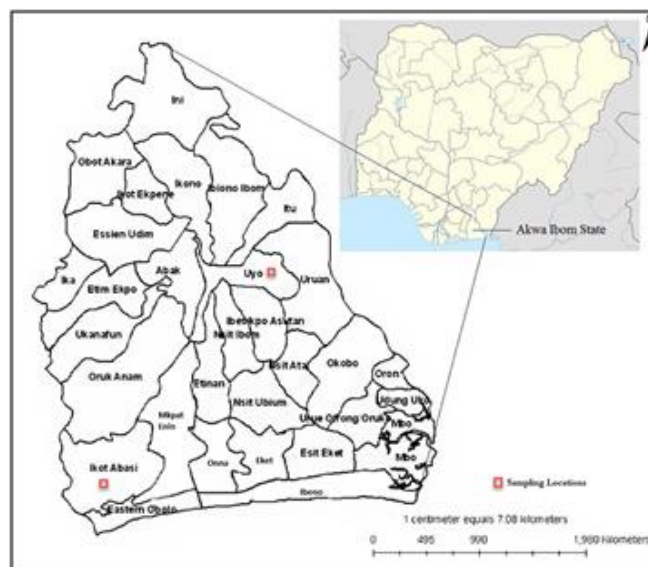 Ini
Obot Akara
Ikot Ekpene
Ikono
Ibiono Ibom
Itu
Essien Udim
Ika
Abak
Uyo
Uruan
Etim Ekpo
Ukanafun
Ibesikpo Asutan
Nsit Ibom
Oruk Anam
Etinan
Nsit Atai
Okobo
Oron
Nsit Ubium
Udung Uko
Mkpat
Enin
Urue Offong Oruko
Mbo
Mbo
Ikot Abasi
Onna
Eket
Esit Eket
Ibeno
Eastern Obolo
Akwa Ibom State
Sampling Locations
1 centimeter equals 7.08 kilometers
0 495 990 1,980 Kilometers